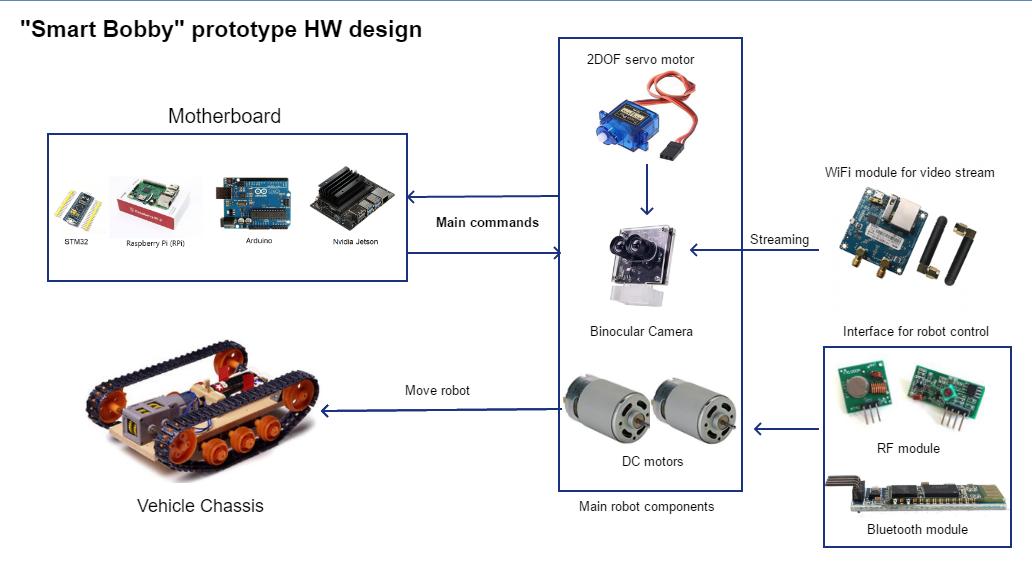 "Smart Bobby" prototype HW design
2DOF servo motor
Motherboard
WiFi module for video stream
STM32
Raspberry Pi (RPi)
Arduino
Nvidia Jetson
Main commands
Streaming
Binocular Camera
Interface for robot control
Move robot
RF module
DC motors
Vehicle Chassis
Main robot components
Bluetooth module